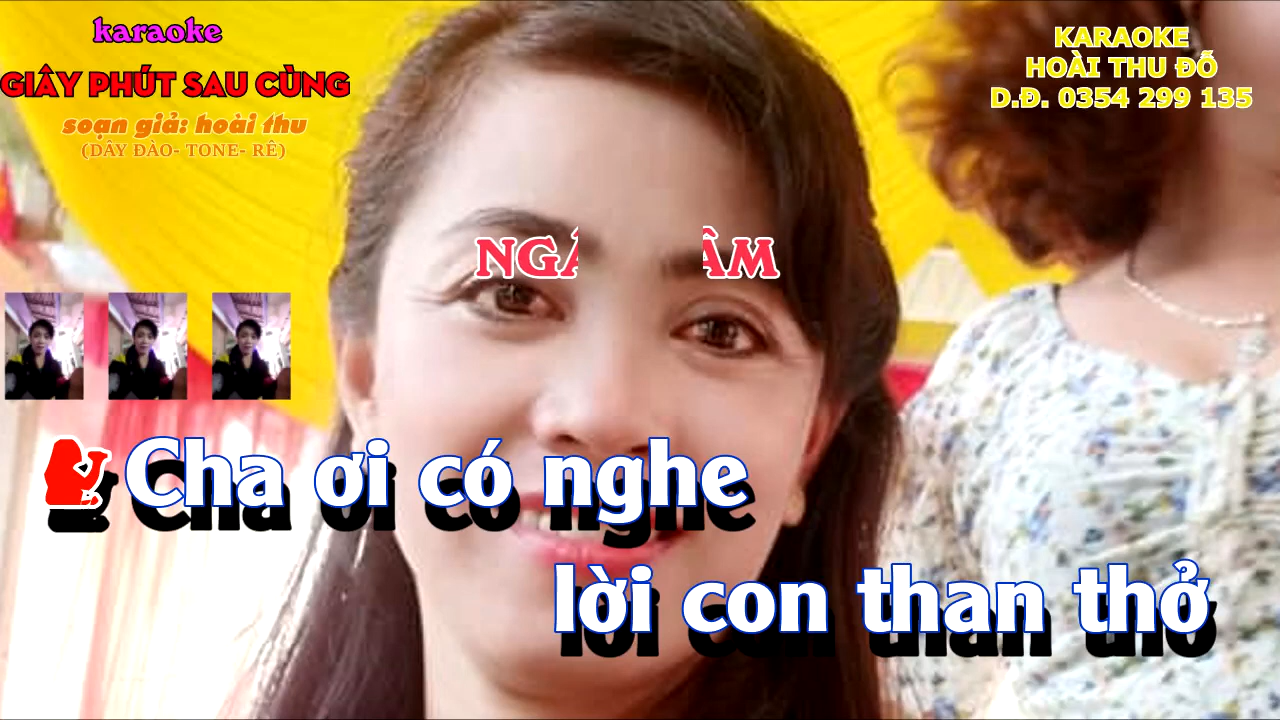 karaoke
GIÂY PHÚT SAU CÙNG
soạn giả: hoài thu
(DÂY ĐÀO- TONE- RÊ)
KARAOKE
HOÀI THU ĐỖ
D.Đ. 0354 299 135
Cha ơi có nghe
lời con than thở